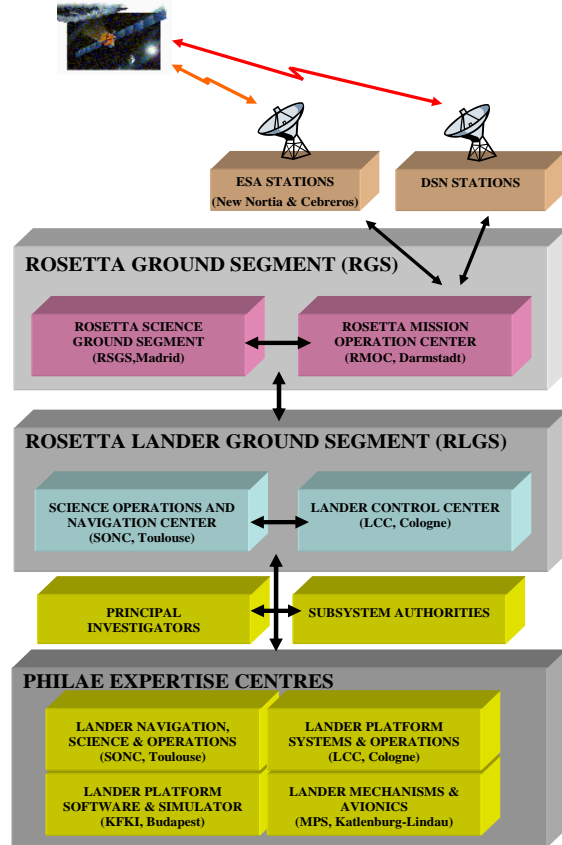 ESA STATIONS
(New Nortia & Cebreros)
DSN STATIONS
ROSETTA GROUND SEGMENT (RGS)
ROSETTA SCIENCE
GROUND SEGMENT
(RSGS,Madrid)
ROSETTA MISSION
OPERATION CENTER
(RMOC, Darmstadt)
ROSETTA LANDER GROUND SEGMENT (RLGS)
SCIENCE OPERATIONS AND
NAVIGATION CENTER
(SONC, Toulouse)
LANDER CONTROL CENTER
(LCC, Cologne)
PRINCIPAL
INVESTIGATORS
SUBSYSTEM AUTHORITIES
PHILAE EXPERTISE CENTRES
LANDER NAVIGATION,
SCIENCE & OPERATIONS
(SONC, Toulouse)
LANDER PLATFORM
SYSTEMS & OPERATIONS
(LCC, Cologne)
LANDER PLATFORM
SOFTWARE & SIMULATOR
(KFKI, Budapest)
LANDER MECHANISMS &
AVIONICS
(MPS, Katlenburg-Lindau)